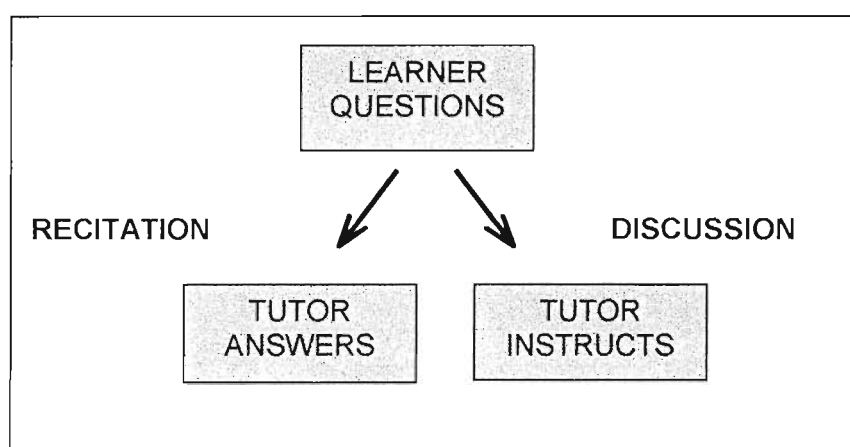 LEARNER
QUESTIONS
RECITATION
DISCUSSION
TUTOR
ANSWERS
TUTOR
INSTRUCTS